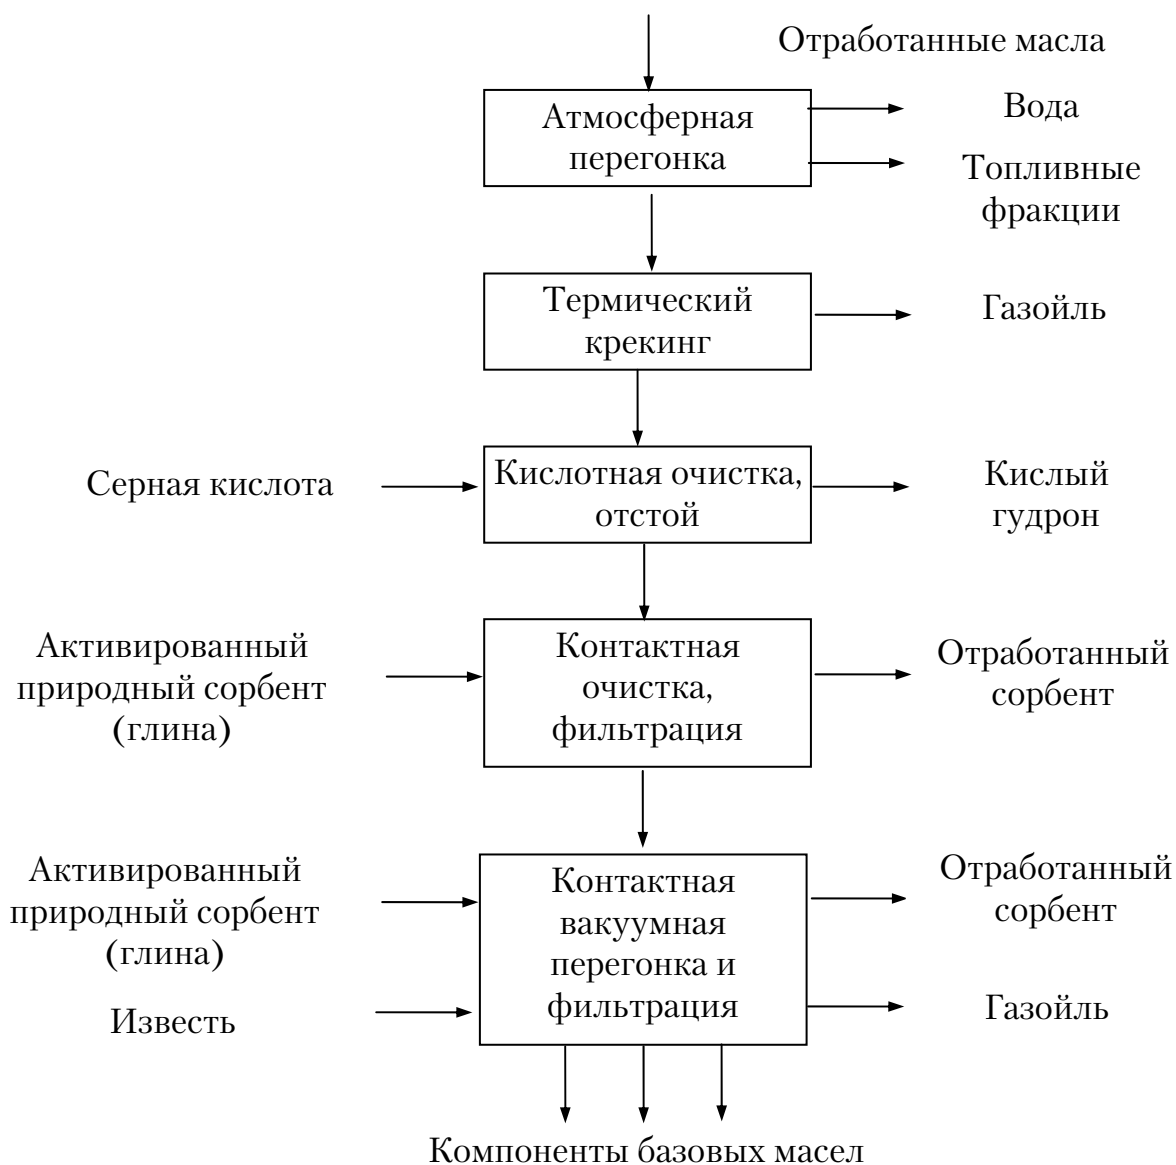 Отработанные масла
Атмосферная
перегонка
Вода
Топливные
фракции
Термический
крекинг
Газойль
Серная кислота
Кислотная очистка,
отстой
Кислый
гудрон
Активированный
природный сорбент
(глина)
Контактная
очистка,
фильтрация
Отработанный
сорбент
Активированный
природный сорбент
(глина)
Известь
Контактная
вакуумная
перегонка и
фильтрация
Отработанный
сорбент
Газойль
Компоненты базовых масел